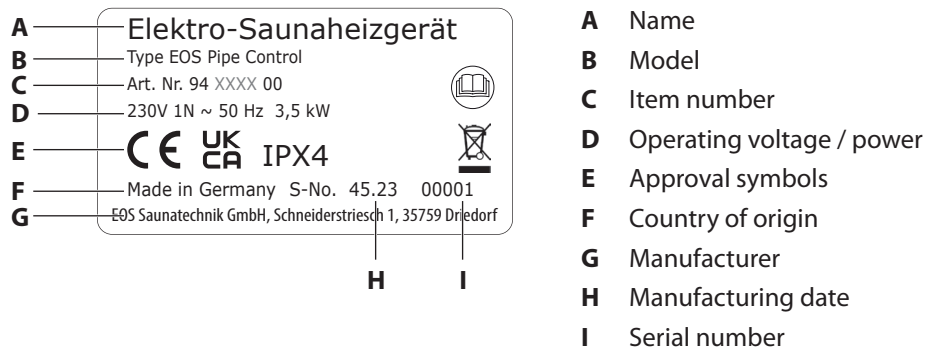 A Elektro-Saunaheizgerät
B Type EOS Pipe Control
C Art. Nr. 94 XXXX 00
D 230V 1N ~ 50 Hz 3,5 kW
E CE UK CA IPX4
F Made in Germany S-No. 45.23 00001
G EOS Saunatechnik GmbH, Schneiderstriesch 1, 35759 Driedorf
H I
A Name
B Model
C Item number
D Operating voltage / power
E Approval symbols
F Country of origin
G Manufacturer
H Manufacturing date
I Serial number